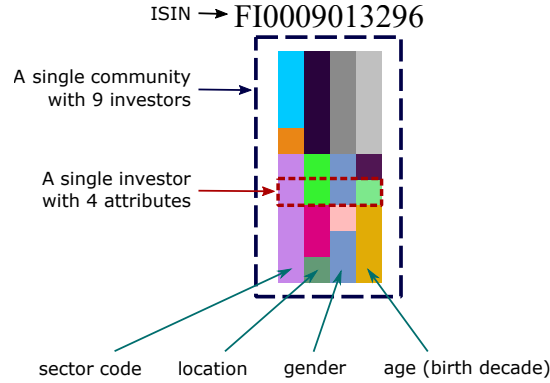 ISIN
FI0009013296
A single community
with 9 investors
A single investor
with 4 attributes
sector code
location
gender
age (birth decade)